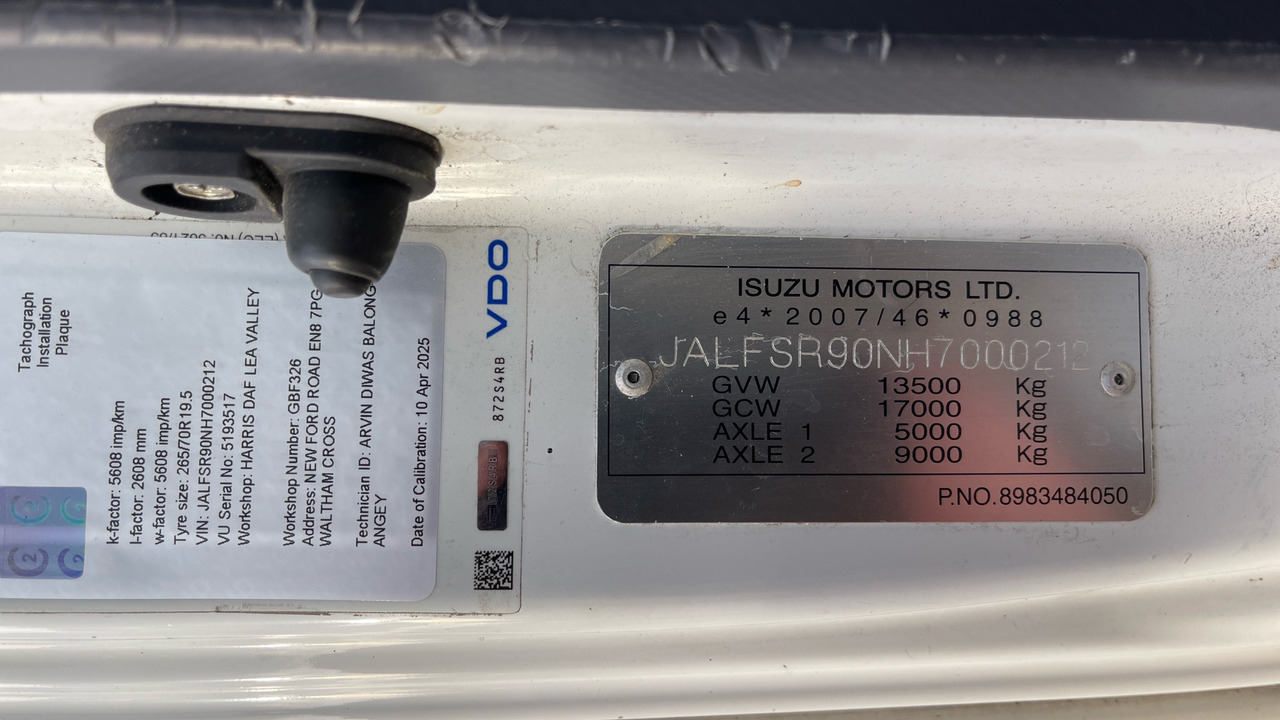 Tachograph
Installation
Plaque
k-factor: 5608 imp/km
l-factor: 2608 mm
w-factor: 5608 imp/km
Tyre size: 265/70R19.5
VIN: JALFSR90NH7000212
VU Serial No: 5193517
Workshop: HARRIS DAF LEA VALLEY
Workshop Number: GBF326
Address: NEW FORD ROAD EN8 7PG
WALTHAM CROSS
Technician ID: ARVIN DIWAS BALONG
ANGEY
Date of Calibration: 10 Apr 2025
VDO
872S4RB
ISUZU MOTORS LTD.
e4*2007/46*0988
JALFSR90NH7000212
GVW 13500 Kg
GCW 17000 Kg
AXLE 1 5000 Kg
AXLE 2 9000 Kg
P.NO.8983484050